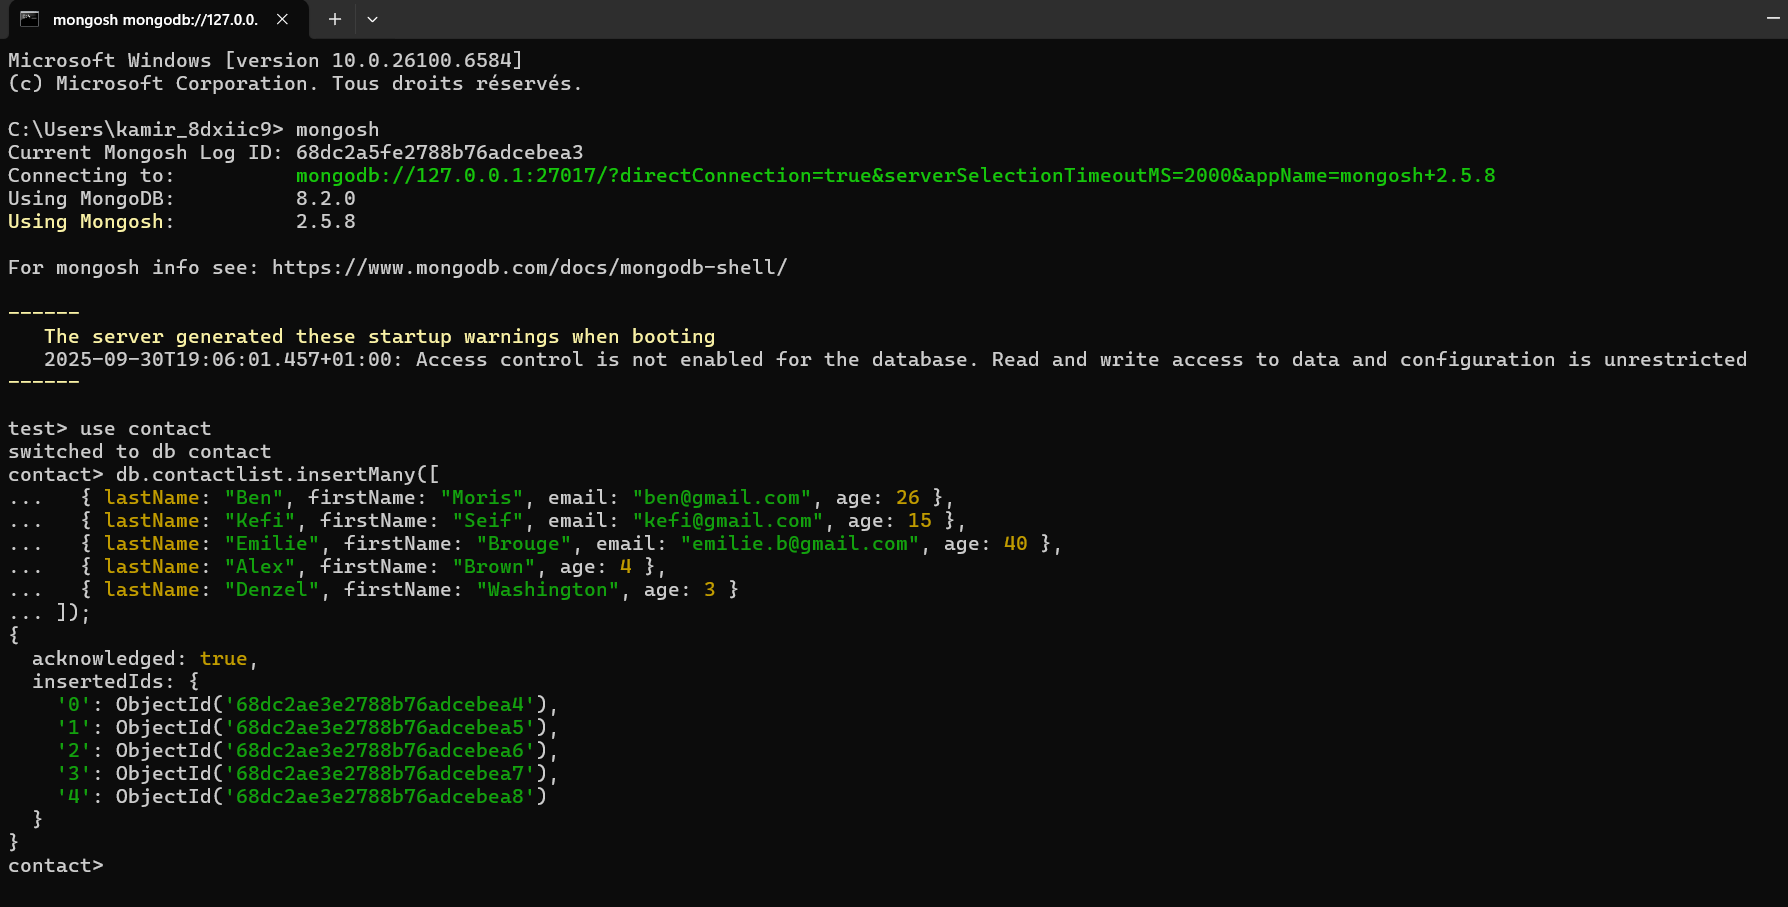 mongosh mongodb://127.0.0.
Microsoft Windows [version 10.0.26100.6584]
(c) Microsoft Corporation. Tous droits réservés.
C:\Users\kamir_8dxiic9> mongosh
Current Mongosh Log ID: 68dc2a5fe2788b76adcebea3
Connecting to:          mongodb://127.0.0.1:27017/?directConnection=true&serverSelectionTimeoutMS=2000&appName=mongosh+2.5.8
Using MongoDB:          8.2.0
Using Mongosh:          2.5.8
For mongosh info see: https://www.mongodb.com/docs/mongodb-shell/
------
   The server generated these startup warnings when booting
   2025-09-30T19:06:01.457+01:00: Access control is not enabled for the database. Read and write access to data and configuration is unrestricted
------
test> use contact
switched to db contact
contact> db.contactlist.insertMany([
...   { lastName: "Ben", firstName: "Moris", email: "ben@gmail.com", age: 26 },
...   { lastName: "Kefi", firstName: "Seif", email: "kefi@gmail.com", age: 15 },
...   { lastName: "Emilie", firstName: "Brouge", email: "emilie.b@gmail.com", age: 40 },
...   { lastName: "Alex", firstName: "Brown", age: 4 },
...   { lastName: "Denzel", firstName: "Washington", age: 3 }
... ]);
{
  acknowledged: true,
  insertedIds: {
    '0': ObjectId('68dc2ae3e2788b76adcebea4'),
    '1': ObjectId('68dc2ae3e2788b76adcebea5'),
    '2': ObjectId('68dc2ae3e2788b76adcebea6'),
    '3': ObjectId('68dc2ae3e2788b76adcebea7'),
    '4': ObjectId('68dc2ae3e2788b76adcebea8')
  }
}
contact>